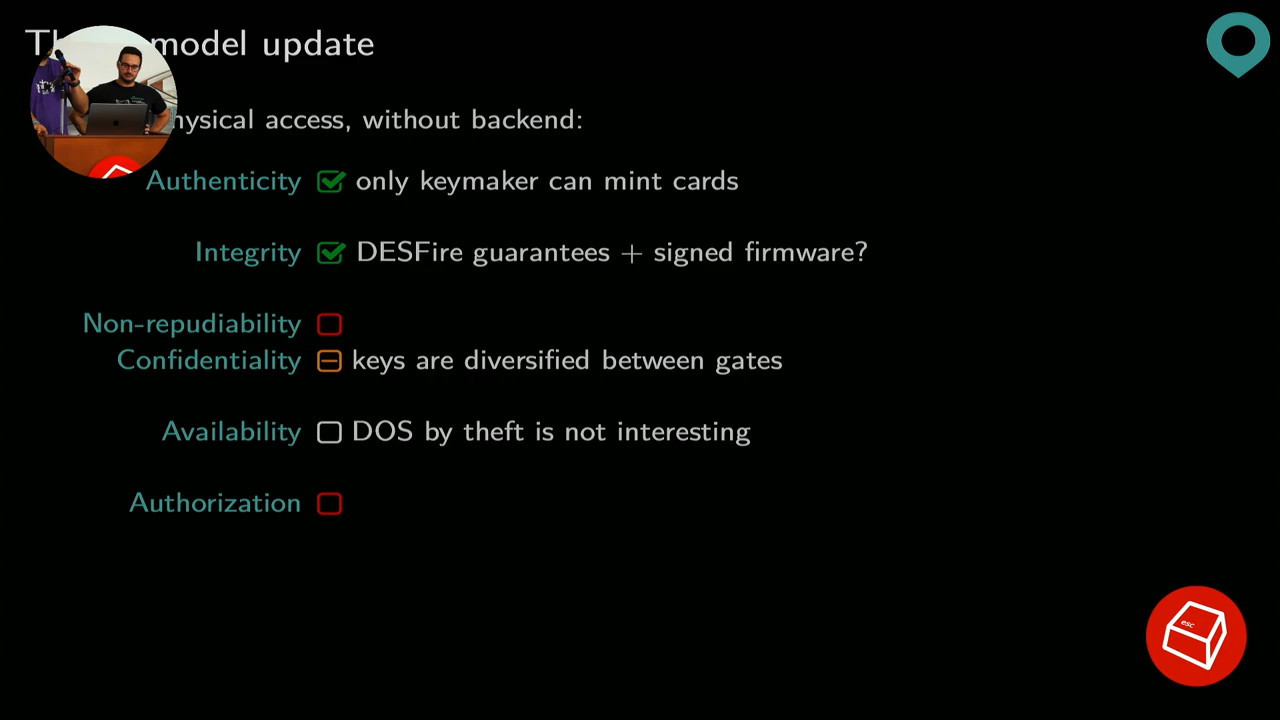 model update
hysical access, without backend:
Authenticity only keymaker can mint cards
Integrity DESFire guarantees + signed firmware?
Non-repudiability
Confidentiality keys are diversified between gates
Availability DOS by theft is not interesting
Authorization
esc